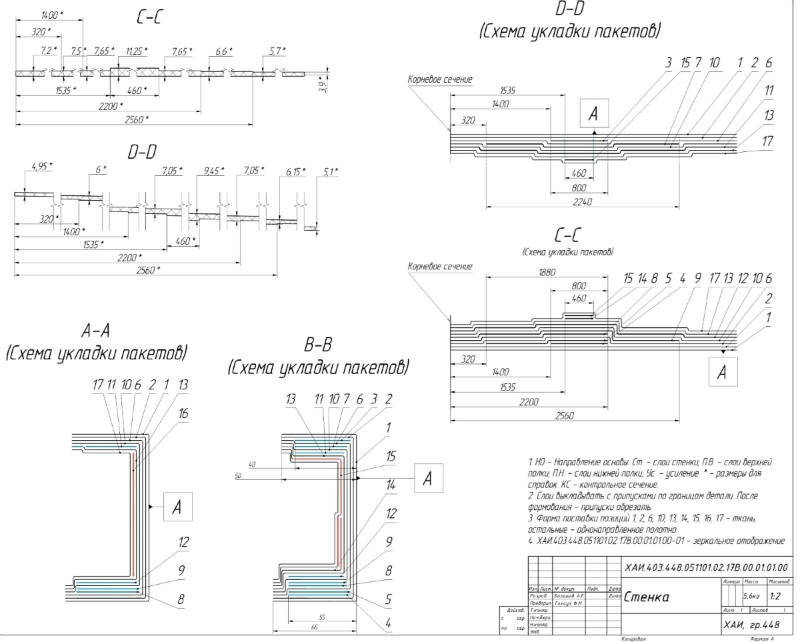 C-C
1400 *
320 *
7,2 * 7,5 * 7,65 * 11,25 * 7,65 * 6,6 * 5,7 *
3,9 *
1535 * 460 *
2200 *
2560 *
D-D
4,95 * 6 * 7,05 * 9,45 * 7,05 * 6,15 * 5,1 *
320 *
1400 *
1535 * 460 *
2200 *
2560 *
D-D
(Схема укладки пакетов)
3 15 7 10 1 2 6
11
13
17
Корневое сечение
1535
1400
320
A
460
800
2240
C-C
(Схема укладки пакетов)
Корневое сечение
1880
800
460
15 14 8 5 4 9 17 13 12 10 6
2
1
320
1400
1535
2200
2560
A
A-A
(Схема укладки пакетов)
17 11 10 6 2 1 13
16
A
12
9
8
B-B
(Схема укладки пакетов)
13 11 10 7 6 3 2
1
40
50
15
A
14
12
9
8
5
4
55
65
1. НО - Направление основы. Ст. - слои стенки, П.В. - слои верхней
полки, П.Н. - слои нижней полки, Ус. - усиление. * - размеры для
справок. КС - контрольное сечение.
2. Слои выкладывать с припусками по границам детали. После
формования - припуски обрезать.
3. Форма поставки позиций 1, 2, 6, 10, 13, 14, 15, 16, 17 - ткань,
остальные - однонаправленное полотно.
4. ХАИ.403.448.051101.02.17В.00.01.01.00-01 - зеркальное отображение
ХАИ.403.448.051101.02.17В.00.01.01.00
Стенка
Масса Масштаб
5,6кг 1:2
Изм. Лист № докум. Подп. Дата
Разраб.
Проверил
Т.контр.
Н.контр.
Утв.
Лист 1 Листов 1
ХАИ, гр.448
Копировал Формат А